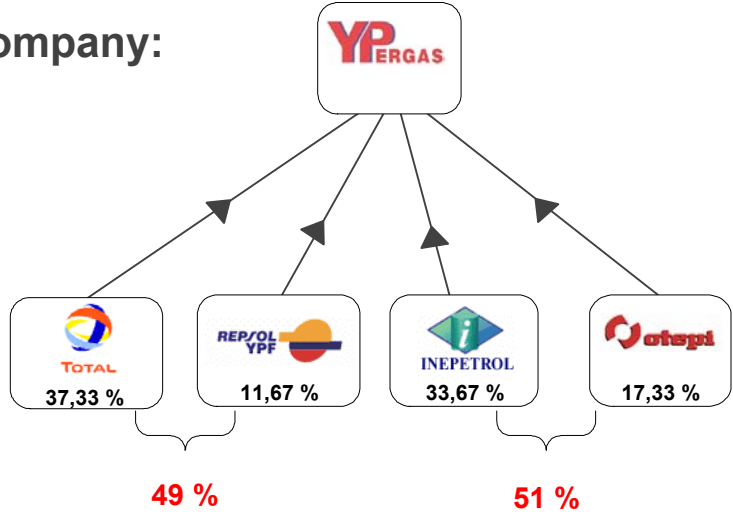 ompany:
YPERGAS
TOTAL
37,33 %
REPSOL
YPF
11,67 %
i
INEPETROL
33,67 %
otepi
17,33 %
49 %
51 %